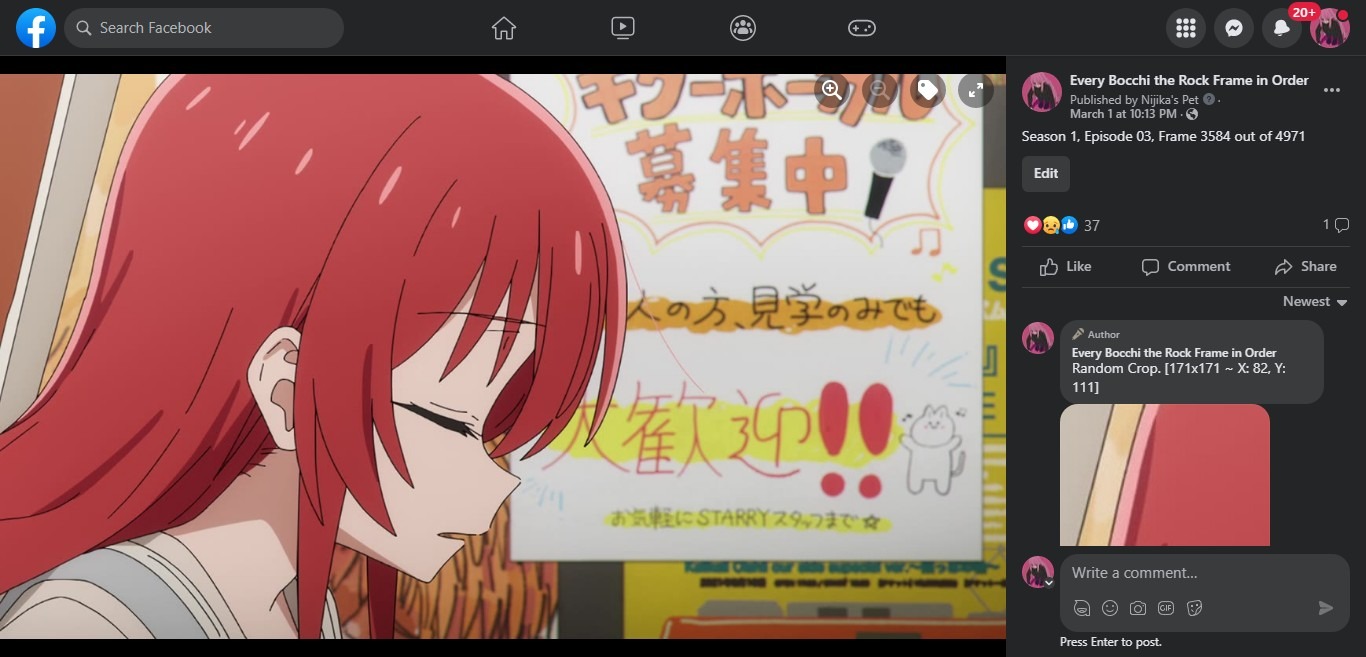 Search Facebook
20+
募集中
人の方、見学のみでも
大歓迎!!
お気軽にSTARRYスタッフまで☆
Every Bocchi the Rock Frame in Order
Published by Nijika's Pet
March 1 at 10:13 PM
Season 1, Episode 03, Frame 3584 out of 4971
Edit
37
1
Like
Comment
Share
Newest
Author
Every Bocchi the Rock Frame in Order
Random Crop. [171x171 ~ X: 82, Y:
111]
Write a comment...
GIF
Press Enter to post.